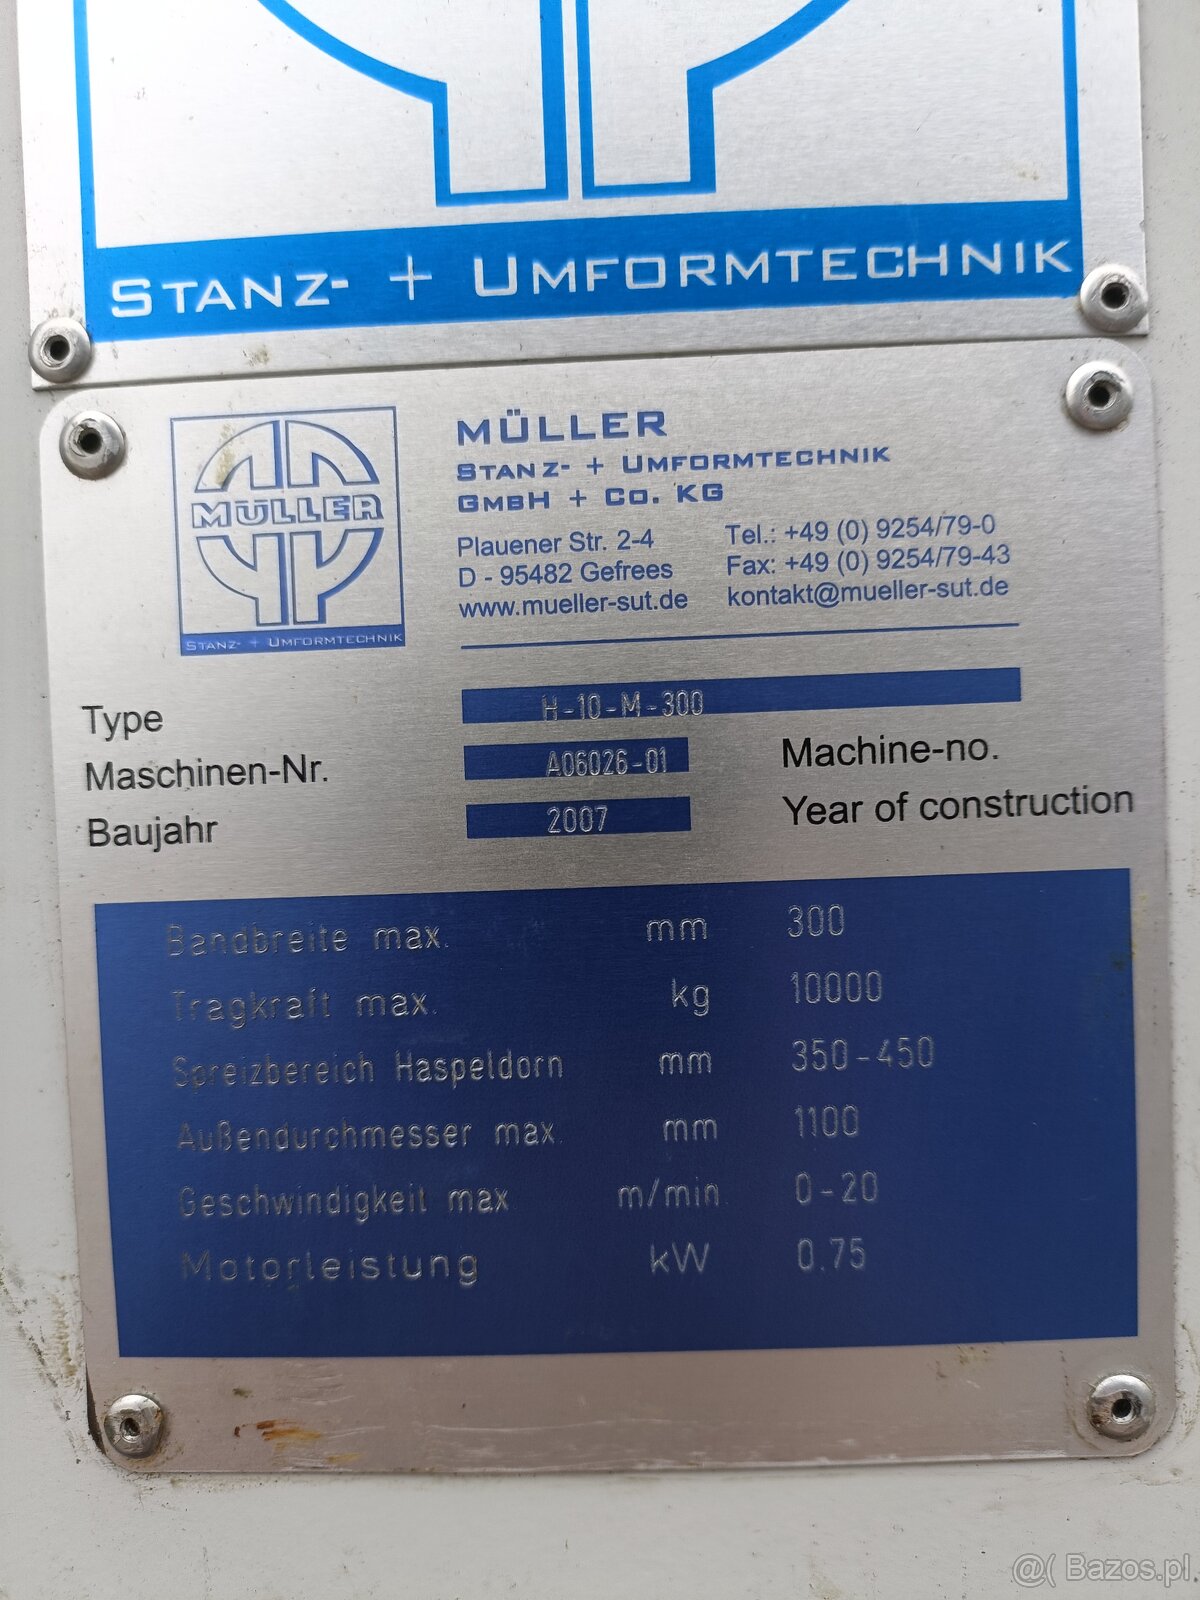 STANZ- + UMFORMTECHNIK
MÜLLER
STANZ- + UMFORMTECHNIK
MÜLLER
STANZ- + UMFORMTECHNIK
GMBH + CO. KG
Plauener Str. 2-4
D - 95482 Gefrees
www.mueller-sut.de
Tel.: +49 (0) 9254/79-0
Fax: +49 (0) 9254/79-43
kontakt@mueller-sut.de
Type H-10-M-300
Maschinen-Nr. A06026-01 Machine-no.
Baujahr 2007 Year of construction
Bandbreite max. mm 300
Tragkraft max. kg 10000
Spreizbereich Haspeldorn mm 350-450
Außendurchmesser max. mm 1100
Geschwindigkeit max m/min. 0-20
Motorleistung kW 0.75
@( Bazos.pl